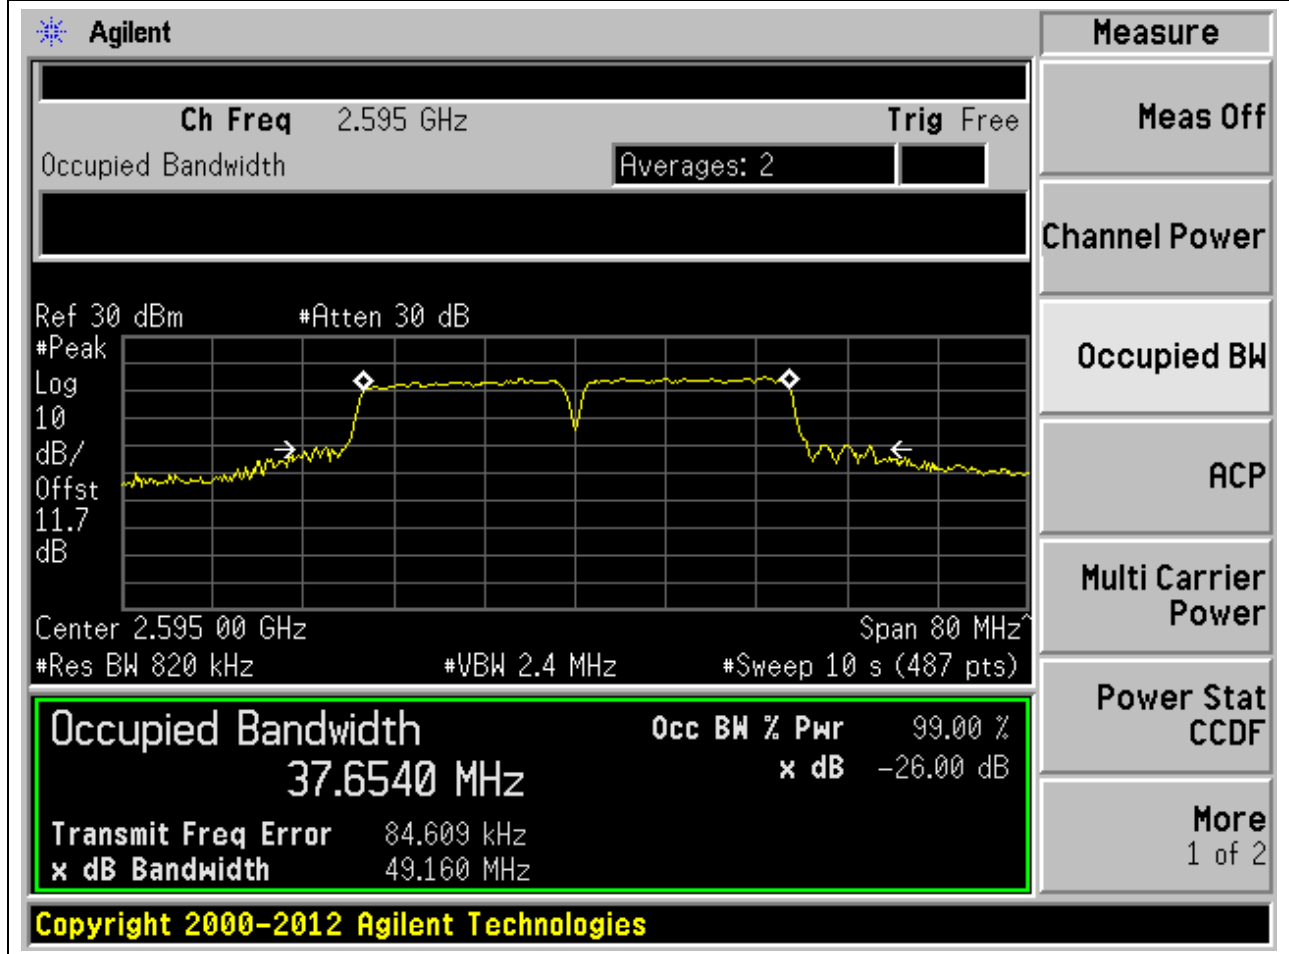 Agilent
Measure
Ch Freq 2.595 GHz Trig Free
Occupied Bandwidth Averages: 2
Meas Off
Channel Power
Ref 30 dBm #Atten 30 dB
#Peak
Log
10
dB/
Offst
11.7
dB
Occupied BW
ACP
Center 2.595 00 GHz Span 80 MHz^
#Res BW 820 kHz #VBW 2.4 MHz #Sweep 10 s (487 pts)
Multi Carrier
Power
Occupied Bandwidth Occ BW % Pwr 99.00 %
37.6540 MHz x dB -26.00 dB
Transmit Freq Error 84.609 kHz
x dB Bandwidth 49.160 MHz
Power Stat
CCDF
More
1 of 2
Copyright 2000-2012 Agilent Technologies